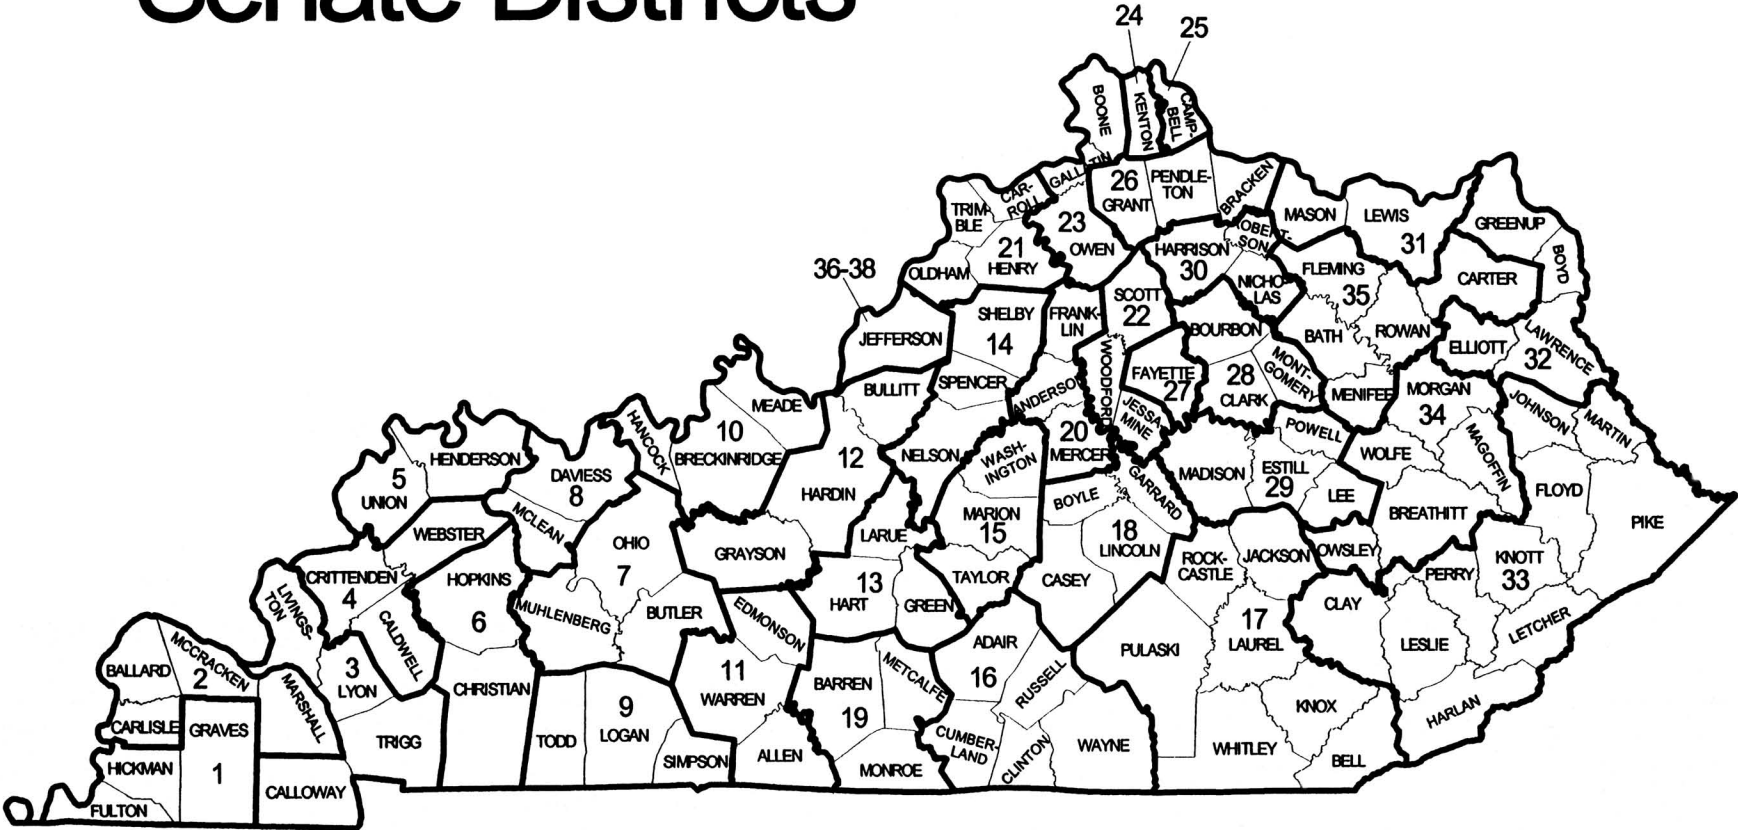 Senate Districts
24
25
BOONE
KENTON
CAMP-
BELL
TIN
GALL
26
GRANT
PENDLE-
TON
BRACKEN
CAR-
ROLL
TRIM-
BLE
23
OWEN
21
HENRY
OLDHAM
MASON
LEWIS
31
GREENUP
BOYD
CARTER
HARRISON
30
ROBERT-
SON
NICHO-
LAS
FLEMING
35
BATH
ROWAN
36-38
JEFFERSON
SHELBY
14
SPENCER
FRANK-
LIN
SCOTT
22
WOODFORD
BOURBON
FAYETTE
27
28
CLARK
MONT-
GOMERY
MENIFEE
ELLIOTT
LAWRENCE
32
MORGAN
34
JOHNSON
MARTIN
MAGOFFIN
FLOYD
PIKE
BULLITT
ANDERSON
JESSA
MINE
20
MERCER
MEADE
10
BRECKINRIDGE
HANCOCK
12
HARDIN
NELSON
WASH-
INGTON
MARION
15
TAYLOR
BOYLE
GARRARD
MADISON
POWELL
ESTILL
29
LEE
WOLFE
BREATHITT
HENDERSON
5
UNION
DAVIESS
8
MCLEAN
WEBSTER
OHIO
7
GRAYSON
LARUE
13
HART
GREEN
18
LINCOLN
CASEY
ROCK-
CASTLE
JACKSON
OWSLEY
PERRY
KNOTT
33
LETCHER
CRITTENDEN
4
HOPKINS
6
LIVINGS-
TON
CALDWELL
MUHLENBERG
BUTLER
EDMONSON
CLAY
LESLIE
17
LAUREL
PULASKI
ADAIR
16
RUSSELL
MCCRACKEN
2
BALLARD
CARLISLE
GRAVES
1
HICKMAN
FULTON
MARSHALL
CALLOWAY
3
LYON
TRIGG
CHRISTIAN
TODD
9
LOGAN
SIMPSON
11
WARREN
ALLEN
BARREN
19
METCALFE
MONROE
CUMBER-
LAND
CLINTON
WAYNE
KNOX
WHITLEY
BELL
HARLAN